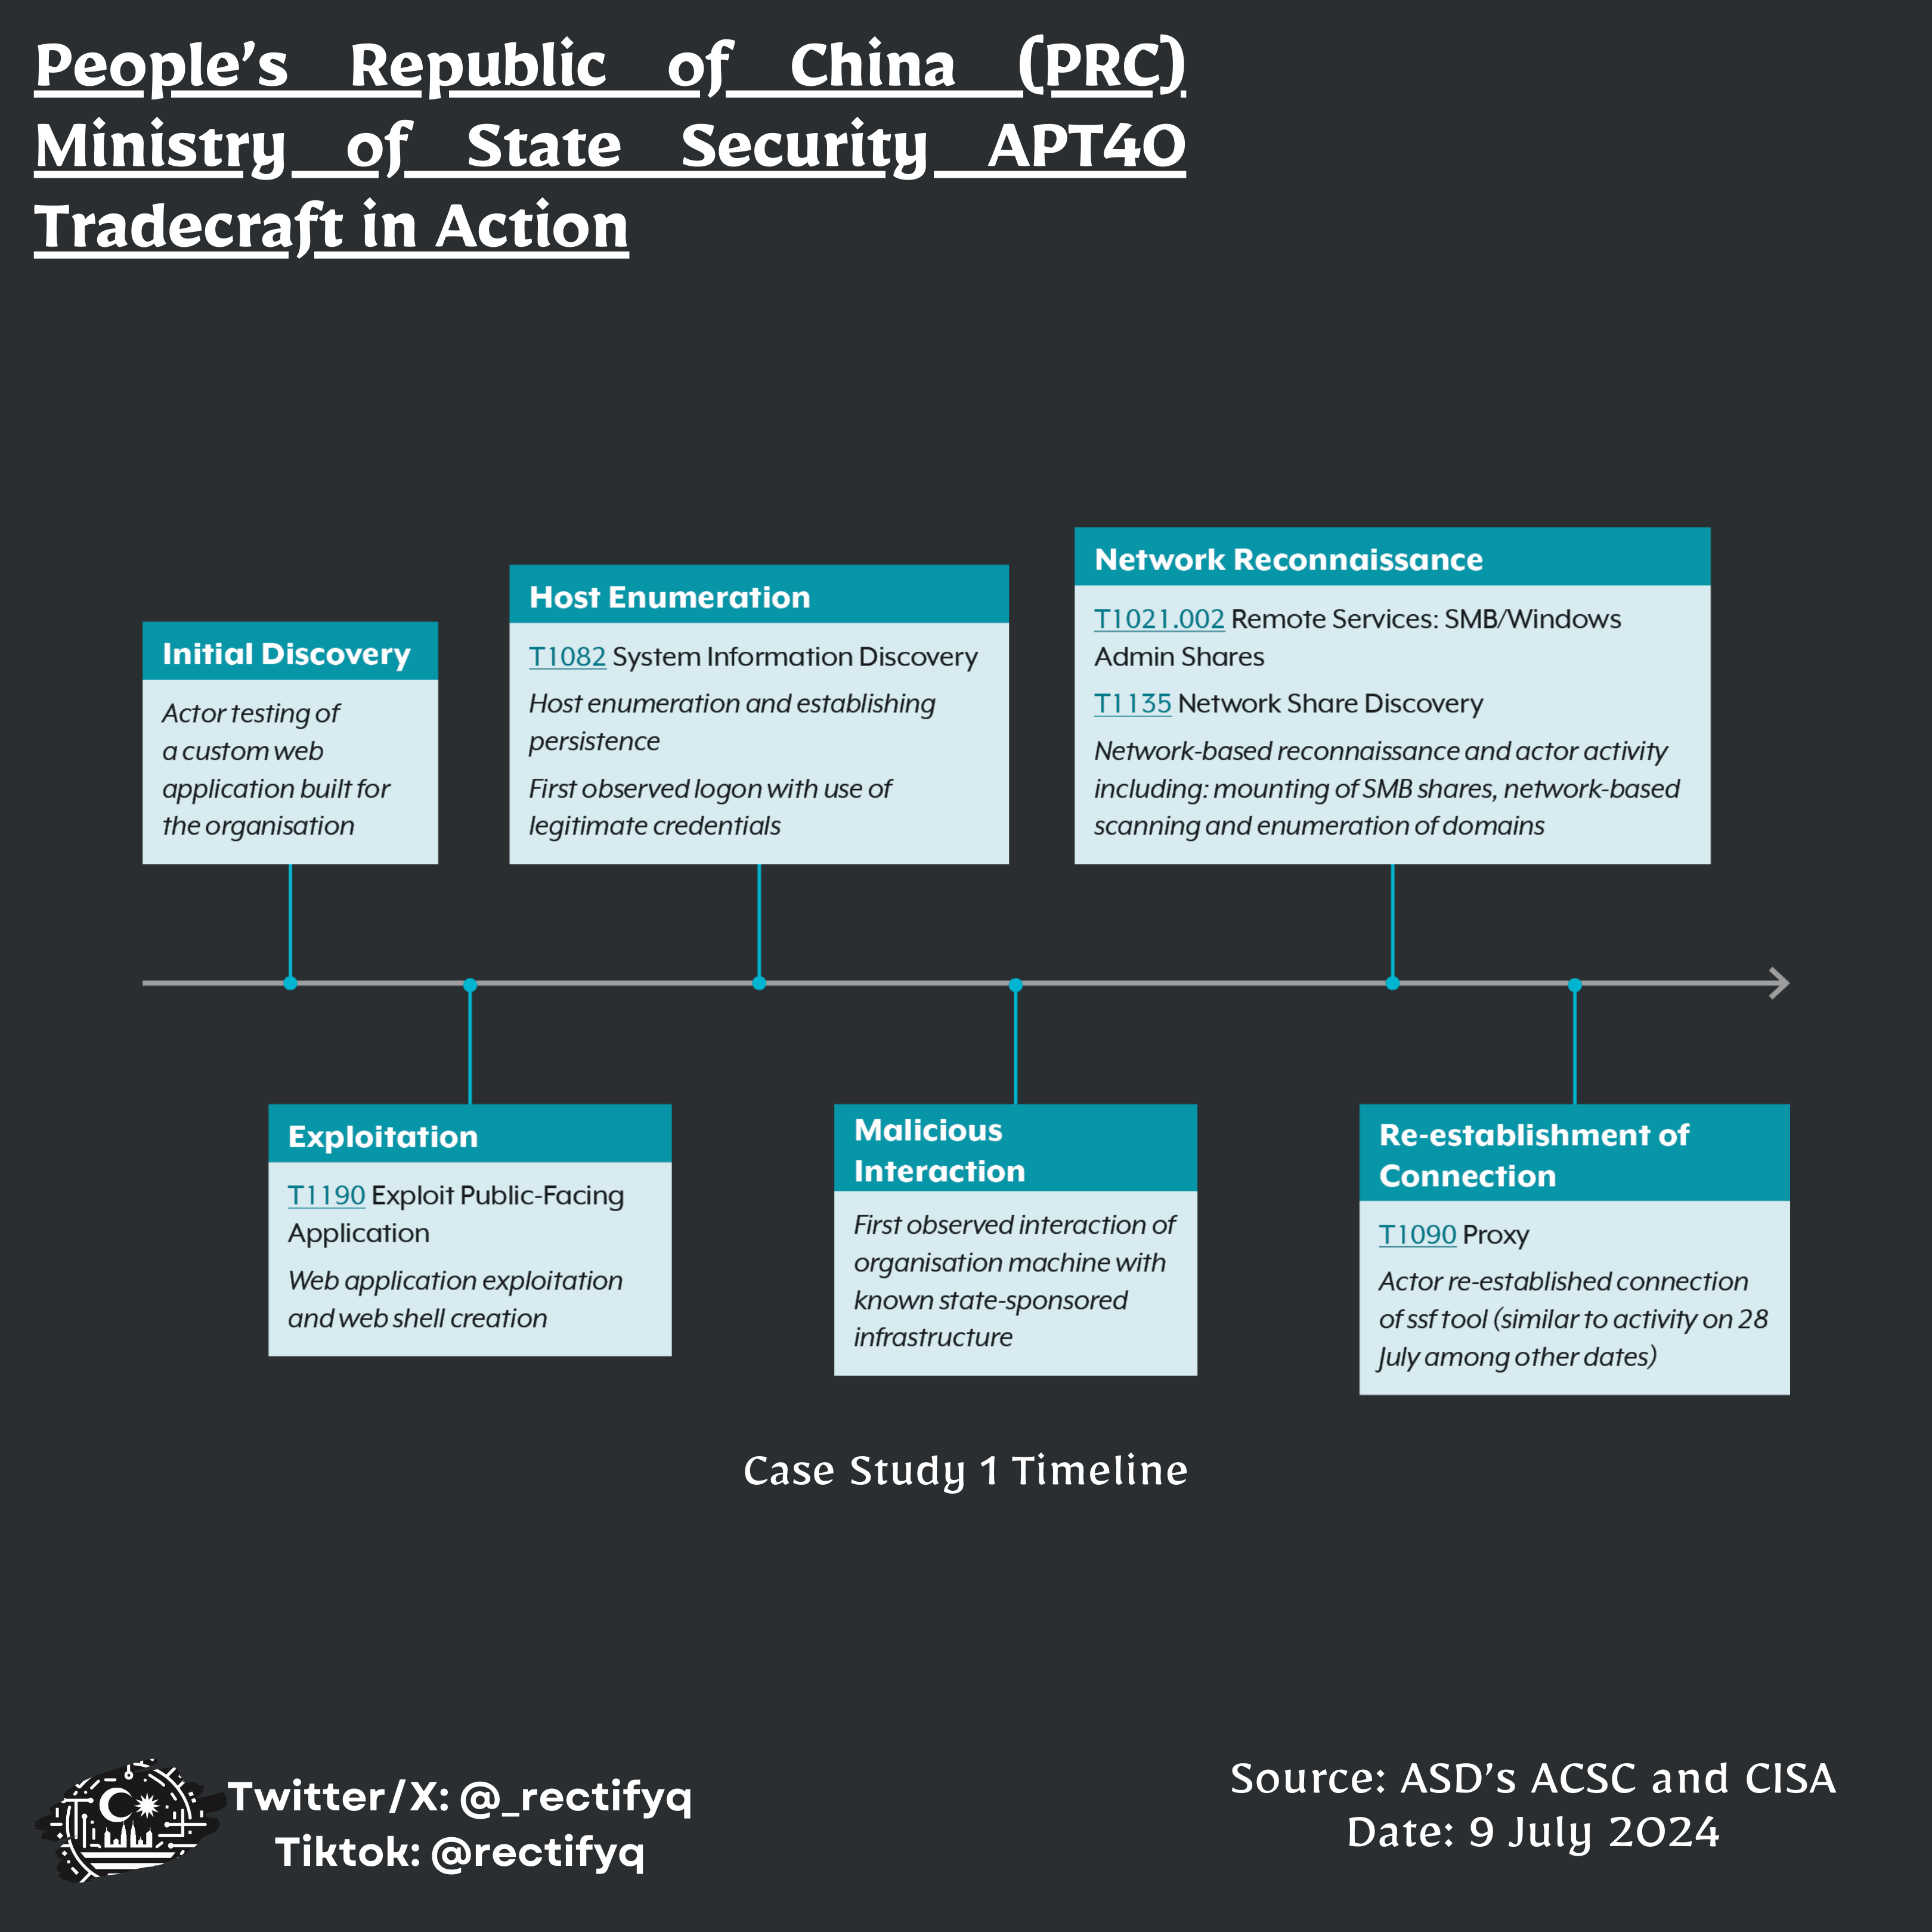 People's Republic of China (PRC)
Ministry of State Security APT40
Tradecraft in Action
Initial Discovery
Actor testing of
a custom web
application built for
the organisation
Exploitation
T1190 Exploit Public-Facing
Application
Web application exploitation
and web shell creation
Host Enumeration
T1082 System Information Discovery
Host enumeration and establishing
persistence
First observed logon with use of
legitimate credentials
Malicious
Interaction
First observed interaction of
organisation machine with
known state-sponsored
infrastructure
Network Reconnaissance
T1021.002 Remote Services: SMB/Windows
Admin Shares
T1135 Network Share Discovery
Network-based reconnaissance and actor activity
including: mounting of SMB shares, network-based
scanning and enumeration of domains
Re-establishment of
Connection
T1090 Proxy
Actor re-established connection
of ssf tool (similar to activity on 28
July among other dates)
Case Study 1 Timeline
Twitter/X: @_rectifyq
Tiktok: @rectifyq
Source: ASD's ACSC and CISA
Date: 9 July 2024